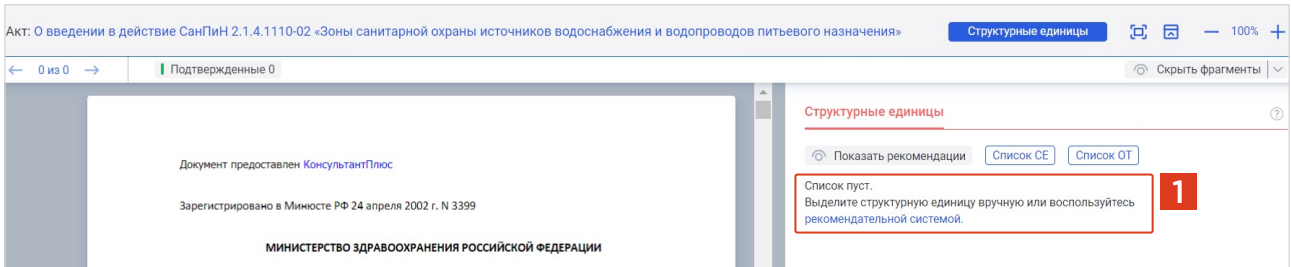 Акт: О введении в действие СанПиН 2.1.4.1110-02 «Зоны санитарной охраны источников водоснабжения и водопроводов питьевого назначения»
Структурные единицы
100%
0 из 0
Подтвержденные 0
Скрыть фрагменты
Структурные единицы
Показать рекомендации
Список СЕ
Список ОТ
Документ предоставлен КонсультантПлюс
Список пуст.
Выделите структурную единицу вручную или воспользуйтесь
рекомендательной системой.
1
Зарегистрировано в Минюсте РФ 24 апреля 2002 г. N 3399
МИНИСТЕРСТВО ЗДРАВООХРАНЕНИЯ РОССИЙСКОЙ ФЕДЕРАЦИИ